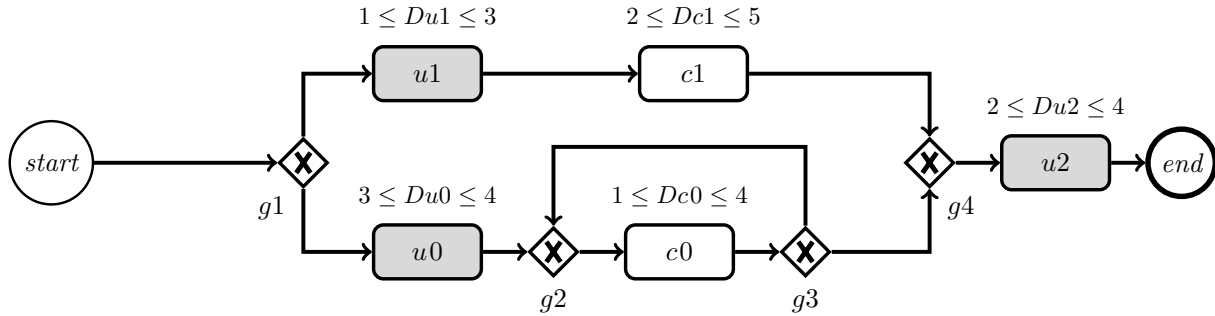 1 ≤ Du1 ≤ 3
2 ≤ Dc1 ≤ 5
u1
c1
2 ≤ Du2 ≤ 4
start
u2
end
g1
3 ≤ Du0 ≤ 4
1 ≤ Dc0 ≤ 4
g4
u0
c0
g2
g3